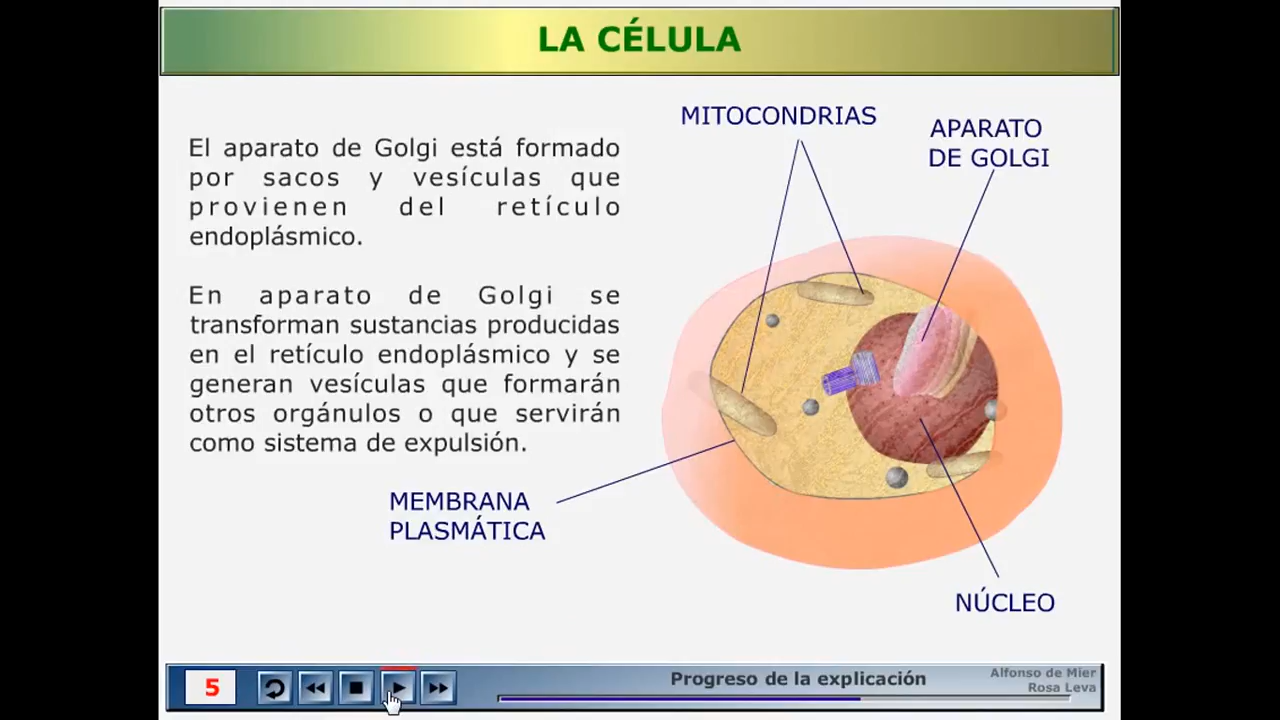 LA CÉLULA
El aparato de Golgi está formado
por sacos y vesículas que
provienen del retículo
endoplásmico.
En aparato de Golgi se
transforman sustancias producidas
en el retículo endoplásmico y se
generan vesículas que formarán
otros orgánulos o que servirán
como sistema de expulsión.
MITOCONDRIAS
APARATO
DE GOLGI
MEMBRANA
PLASMÁTICA
NÚCLEO
5
Progreso de la explicación
Alfonso de Mier
Rosa Leva